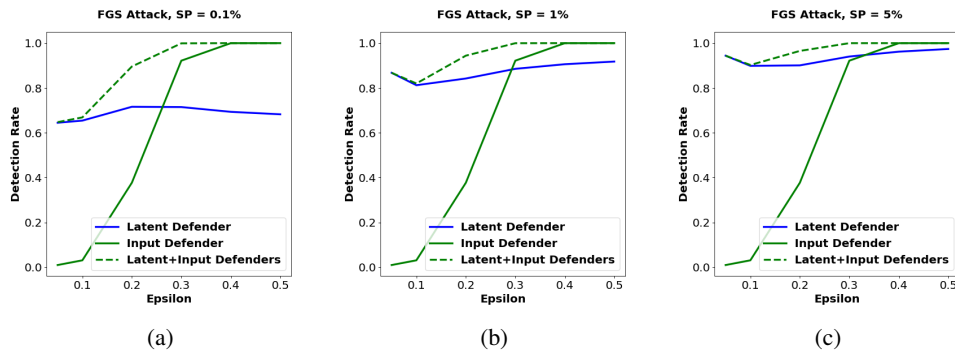 FGS Attack, SP = 0.1%
Detection Rate
1.0
0.8
0.6
0.4
0.2
0.0
Latent Defender
Input Defender
Latent+Input Defenders
0.1 0.2 0.3 0.4 0.5
Epsilon
(a)
FGS Attack, SP = 1%
Detection Rate
1.0
0.8
0.6
0.4
0.2
0.0
Latent Defender
Input Defender
Latent+Input Defenders
0.1 0.2 0.3 0.4 0.5
Epsilon
(b)
FGS Attack, SP = 5%
Detection Rate
1.0
0.8
0.6
0.4
0.2
0.0
Latent Defender
Input Defender
Latent+Input Defenders
0.1 0.2 0.3 0.4 0.5
Epsilon
(c)